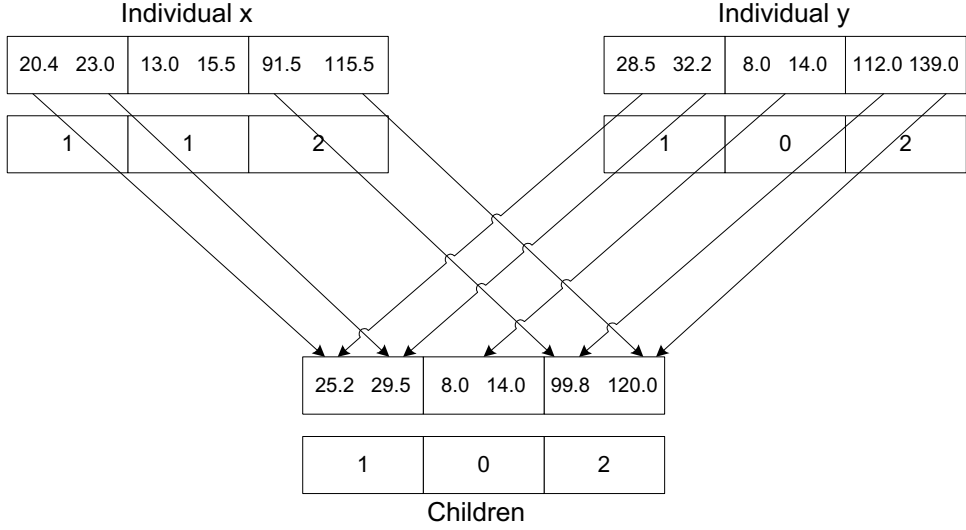 Individual x
Individual y
20.4 23.0 13.0 15.5 91.5 115.5
28.5 32.2 8.0 14.0 112.0 139.0
1 1 2
1 0 2
25.2 29.5 8.0 14.0 99.8 120.0
1 0 2
Children